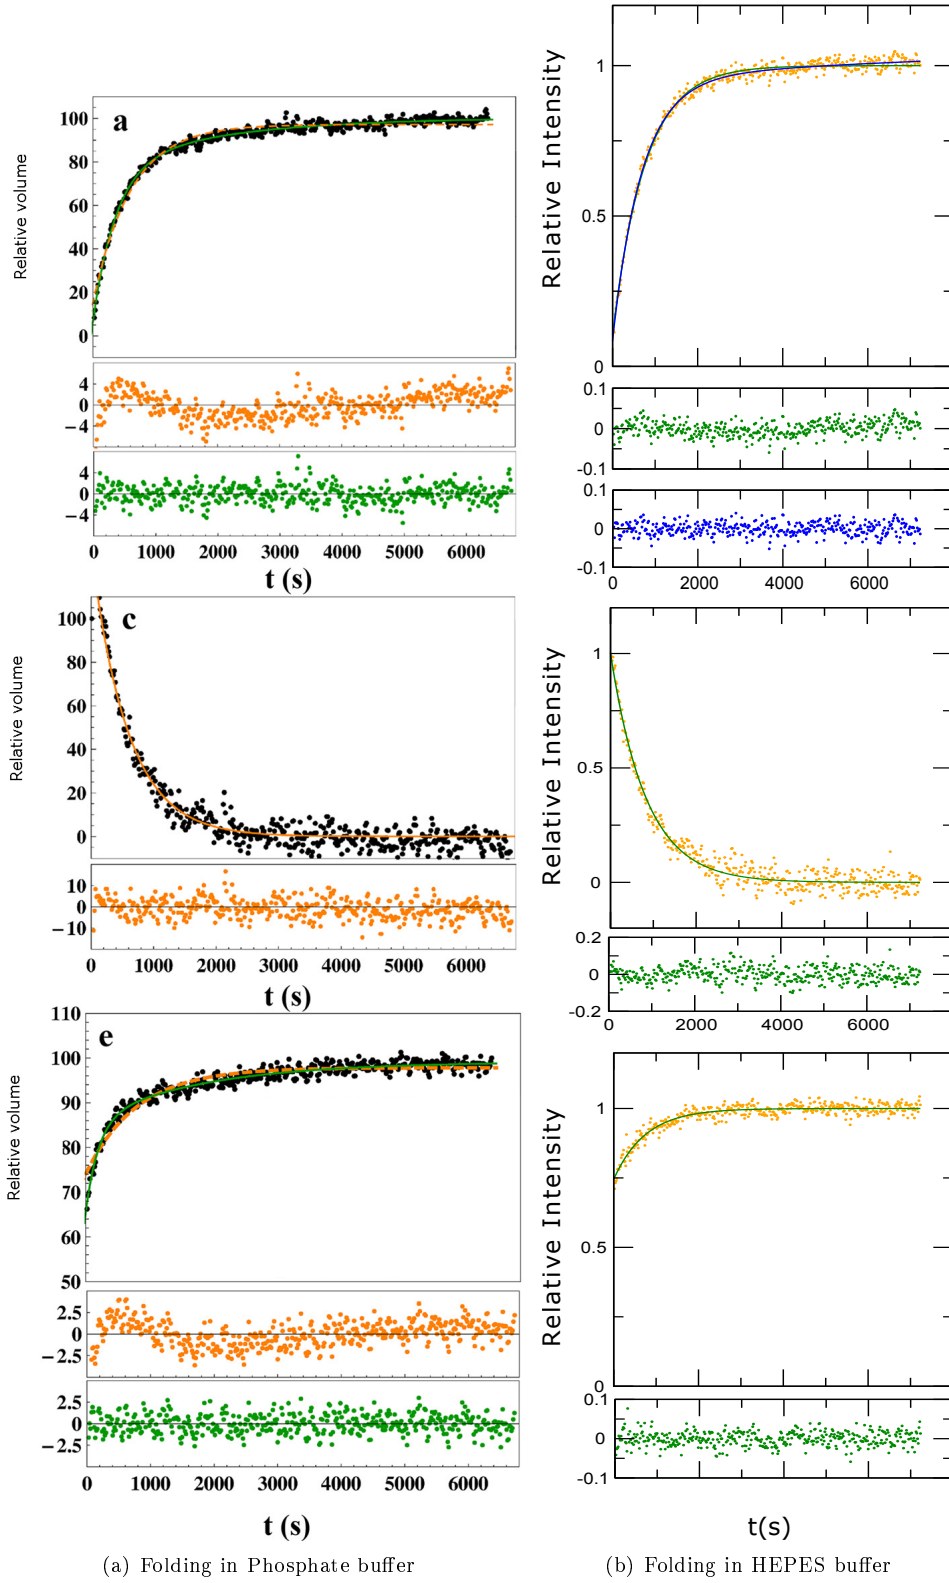 a
Relative volume
100
80
60
40
20
0
4
0
−4
4
0
−4
0 1000 2000 3000 4000 5000 6000
t (s)
c
Relative volume
100
80
60
40
20
0
10
0
−10
0 1000 2000 3000 4000 5000 6000
t (s)
e
Relative volume
110
100
90
80
70
60
50
2.5
0
−2.5
2.5
0
−2.5
0 1000 2000 3000 4000 5000 6000
t (s)
(a) Folding in Phosphate buffer
Relative Intensity
1
0.5
0
0.1
0
-0.1
0.1
0
-0.1
0 2000 4000 6000
Relative Intensity
1
0.5
0
0.2
0
-0.2
0 2000 4000 6000
Relative Intensity
1
0.5
0
0.1
0
-0.1
t(s)
(b) Folding in HEPES buffer